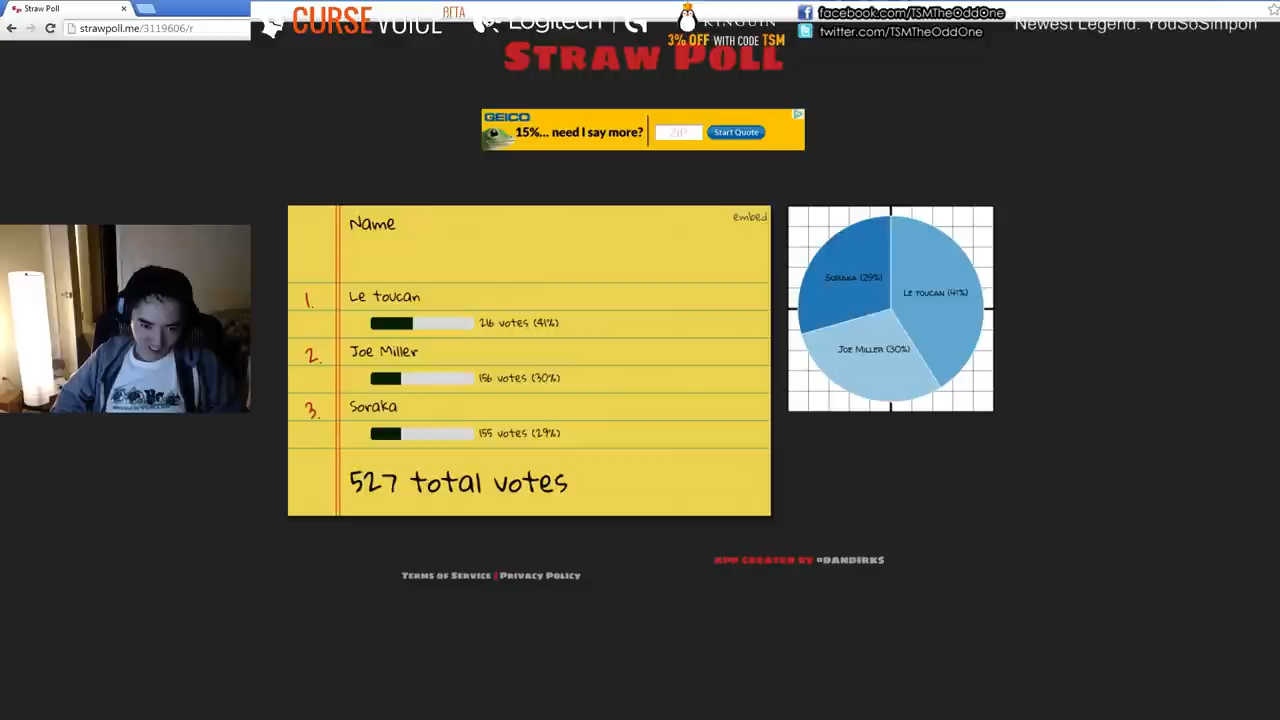 Straw Poll
strawpoll.me/3119606/r
CURSE VOICE BETA
Logitech
KINGUIN
3% OFF WITH CODE TSM
facebook.com/TSMTheOddOne
twitter.com/TSMTheOddOne
Newest Legend: YouSoSimpon
STRAW POLL
GEICO
15%... need I say more?
ZIP
Start Quote
Name
embed
1. Le toucan
216 votes (41%)
2. Joe Miller
156 votes (30%)
3. Soraka
155 votes (29%)
527 total votes
Soraka (29%)
Le toucan (41%)
Joe Miller (30%)
Terms of Service | Privacy Policy
App created by @dandirks